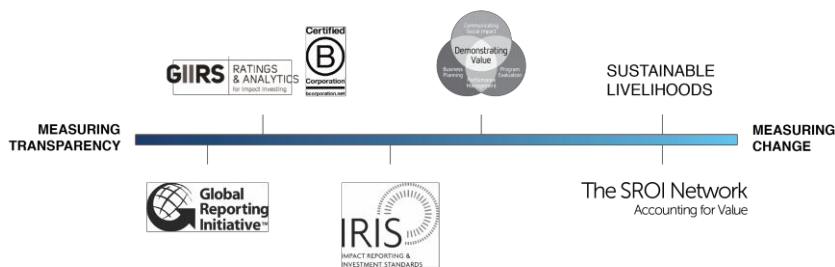 GIIRS RATINGS
& ANALYTICS
for Impact Investing
Certified
B
Corporation
bcorporation.net
Communicating
Social Impact
Demonstrating
Value
Business
Planning
Program
Evaluation
Performance
Management
SUSTAINABLE
LIVELIHOODS
MEASURING
TRANSPARENCY
MEASURING
CHANGE
Global
Reporting
Initiative™
IRIS
IMPACT REPORTING &
INVESTMENT STANDARDS
The SROI Network
Accounting for Value